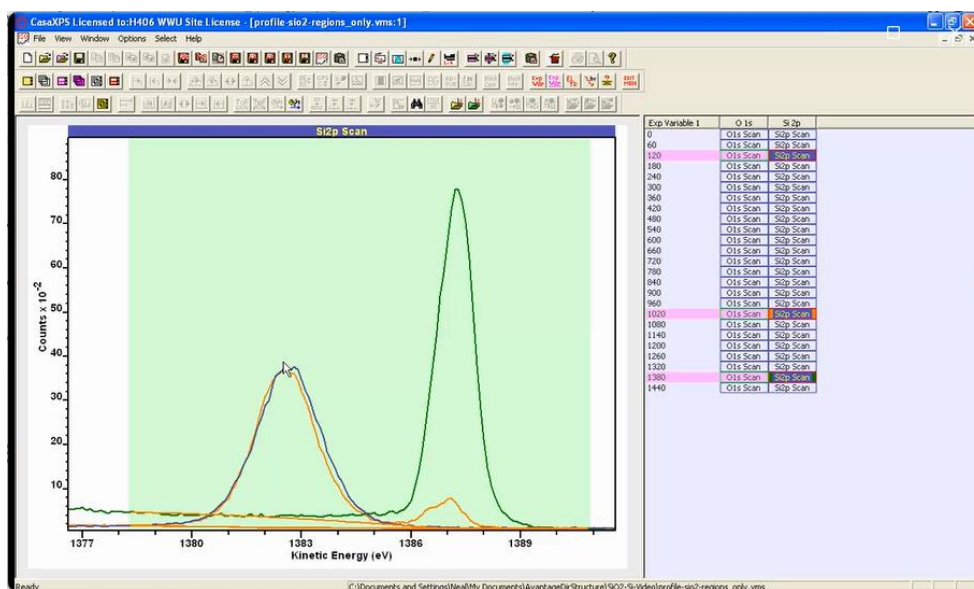 CasaXPS Licensed to:H406 WWU Site License - [profile-sio2-regions_only.vms:1]
File View Window Options Select Help
Si2p Scan
80
70
60
50
40
30
20
10
Counts x 10-2
1377 1380 1383 1386 1389
Kinetic Energy (eV)
Exp Variable 1 O 1s Si 2p
0 O1s Scan Si2p Scan
60 O1s Scan Si2p Scan
120 O1s Scan Si2p Scan
180 O1s Scan Si2p Scan
240 O1s Scan Si2p Scan
300 O1s Scan Si2p Scan
360 O1s Scan Si2p Scan
420 O1s Scan Si2p Scan
480 O1s Scan Si2p Scan
540 O1s Scan Si2p Scan
600 O1s Scan Si2p Scan
660 O1s Scan Si2p Scan
720 O1s Scan Si2p Scan
780 O1s Scan Si2p Scan
840 O1s Scan Si2p Scan
900 O1s Scan Si2p Scan
960 O1s Scan Si2p Scan
1020 O1s Scan Si2p Scan
1080 O1s Scan Si2p Scan
1140 O1s Scan Si2p Scan
1200 O1s Scan Si2p Scan
1260 O1s Scan Si2p Scan
1320 O1s Scan Si2p Scan
1380 O1s Scan Si2p Scan
1440 O1s Scan Si2p Scan
Ready C:\Documents and Settings\Neal\My Documents\AvantageDirStructure\SiO2-Si-Video\profile-sio2-regions_only.vms